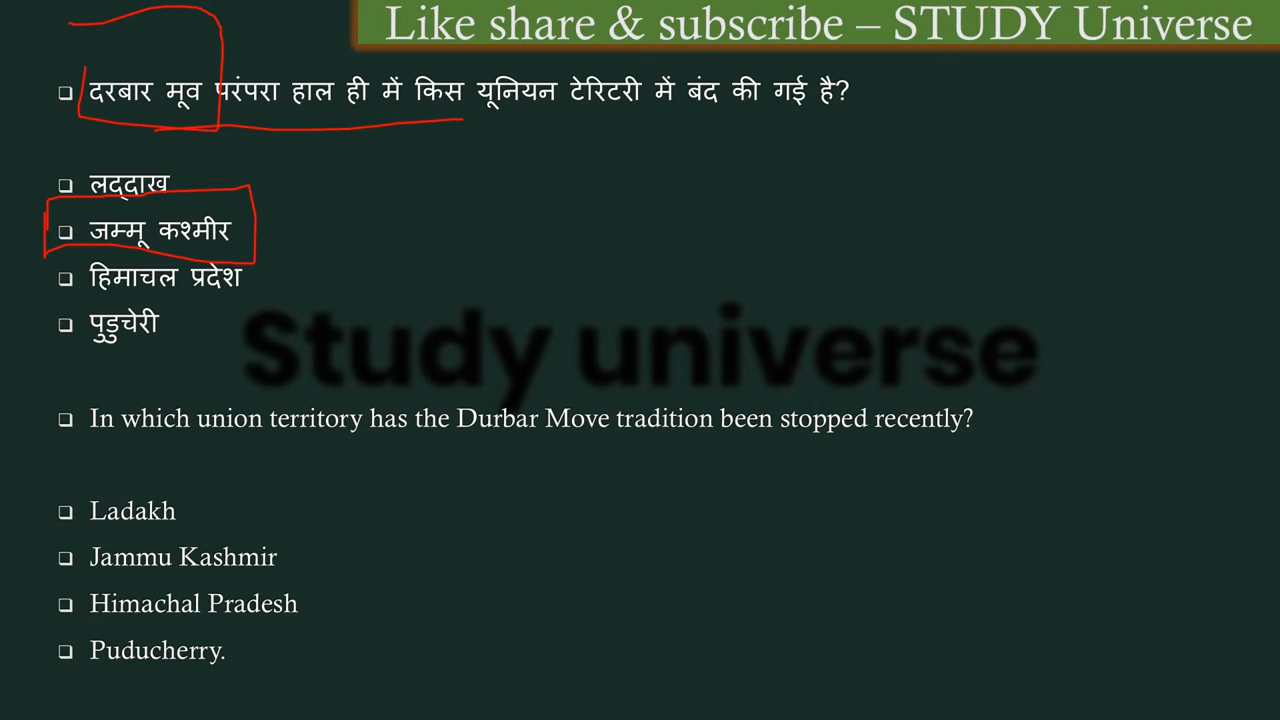 Like share & subscribe – STUDY Universe
दरबार मूव परंपरा हाल ही में किस यूनियन टेरिटरी में बंद की गई है?
लद्दाख
जम्मू कश्मीर
हिमाचल प्रदेश
पुडुचेरी
Study universe
In which union territory has the Durbar Move tradition been stopped recently?
Ladakh
Jammu Kashmir
Himachal Pradesh
Puducherry.